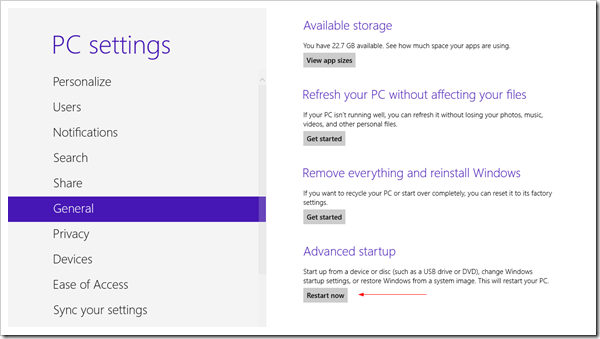 PC settings
Personalize
Users
Notifications
Search
Share
General
Privacy
Devices
Ease of Access
Sync your settings
Available storage
You have 22.7 GB available. See how much space your apps are using.
View app sizes
Refresh your PC without affecting your files
If your PC isn't running well, you can refresh it without losing your photos, music,
videos, and other personal files.
Get started
Remove everything and reinstall Windows
If you want to recycle your PC or start over completely, you can reset it to its factory
settings.
Get started
Advanced startup
Start up from a device or disc (such as a USB drive or DVD), change Windows
startup settings, or restore Windows from a system image. This will restart your PC.
Restart now